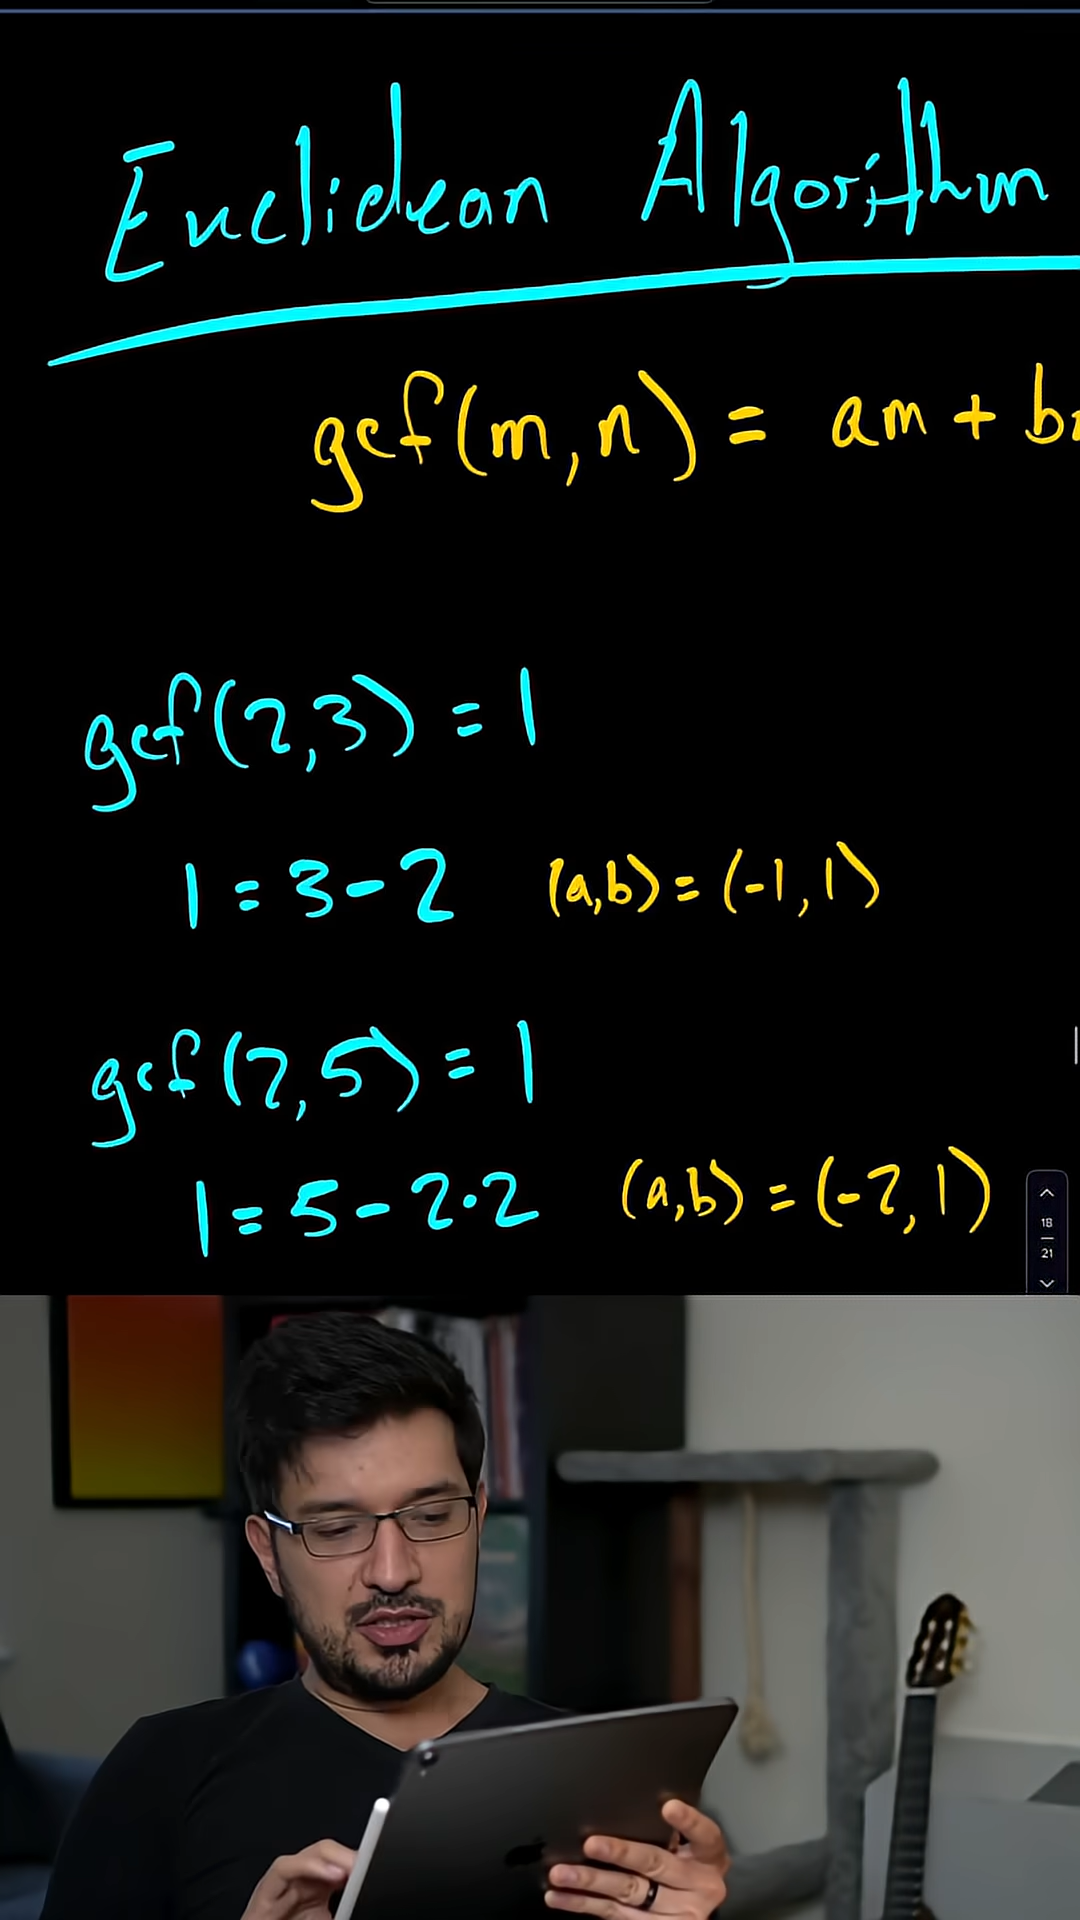 Euclidean Algorithm
gcf(m,n) = am + b
gcf(2,3) = 1
1 = 3 - 2 (a,b) = (-1, 1)
gcf(2,5) = 1
1 = 5 - 2·2 (a,b) = (-2, 1)
18
21